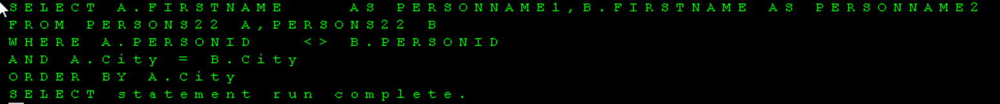 SELECT A.FIRSTNAME AS PERSONNAME1,B.FIRSTNAME AS PERSONNAME2
FROM PERSONS22 A,PERSONS22 B
WHERE A.PERSONID <> B.PERSONID
AND A.City = B.City
ORDER BY A.City
SELECT statement run complete.